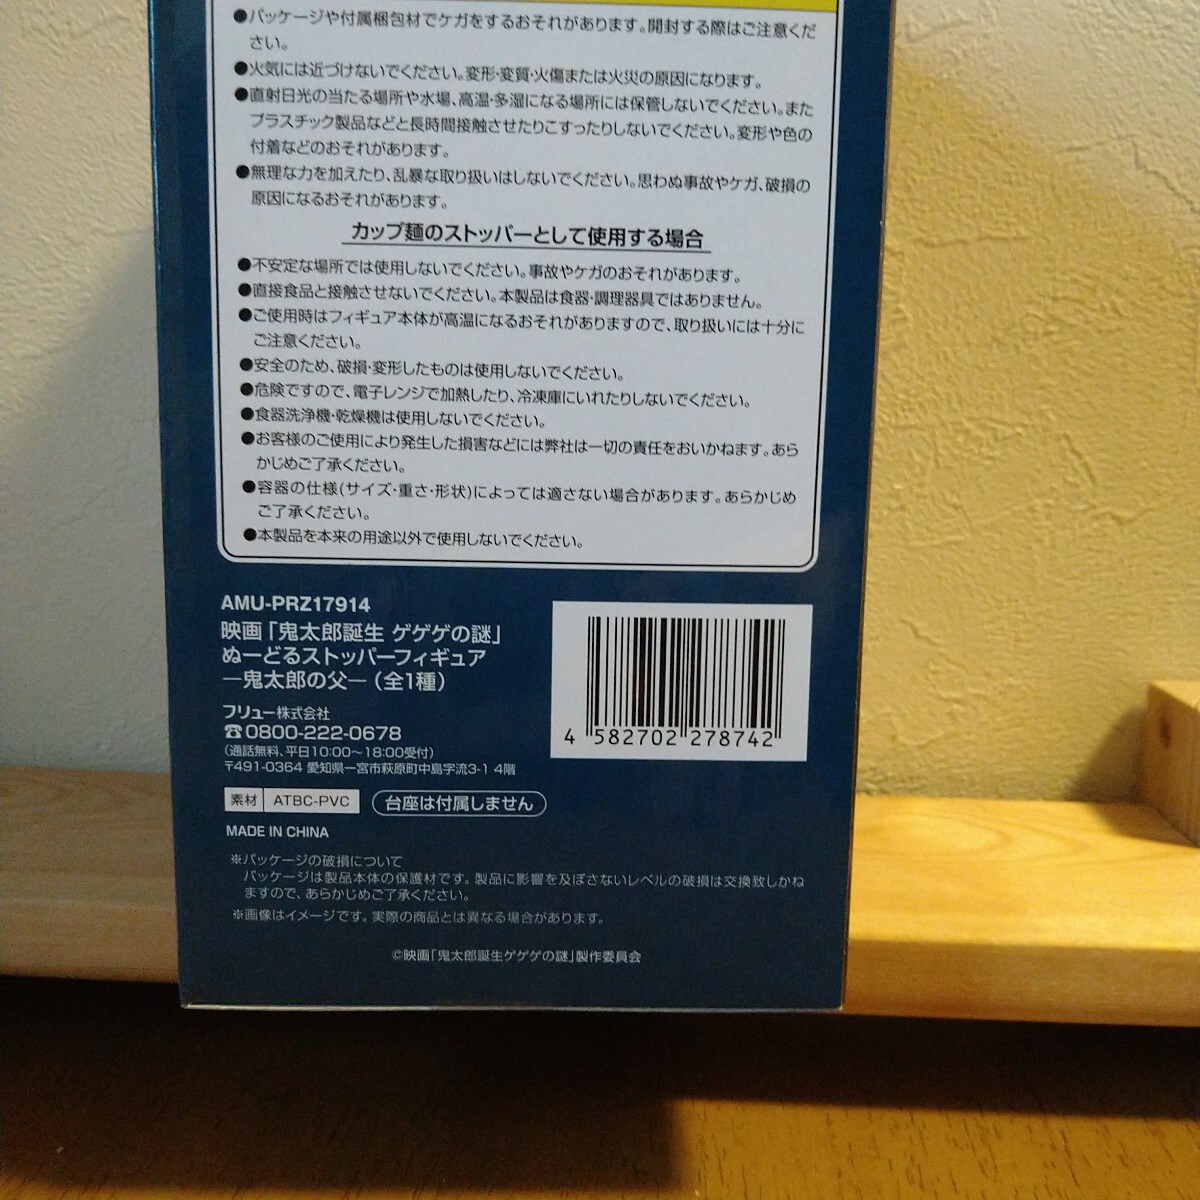 ●パッケージや付属梱包材でケガをするおそれがあります。開封する際はご注意くだ
さい。
●火気には近づけないでください。変形・変質・火傷または火災の原因になります。
●直射日光の当たる場所や水場、高温・多湿になる場所には保管しないでください。また
プラスチック製品などと長時間接触させたりこすったりしないでください。変形や色の
付着などのおそれがあります。
●無理な力を加えたり、乱暴な取り扱いはしないでください。思わぬ事故やケガ、破損の
原因になるおそれがあります。
カップ麺のストッパーとして使用する場合
●不安定な場所では使用しないでください。事故やケガのおそれがあります。
●直接食品と接触させないでください。本製品は食器・調理器具ではありません。
●ご使用時はフィギュア本体が高温になるおそれがありますので、取り扱いには十分に
ご注意ください。
●安全のため、破損・変形したものは使用しないでください。
●危険ですので、電子レンジで加熱したり、冷凍庫にいれたりしないでください。
●食器洗浄機・乾燥機は使用しないでください。
●お客様のご使用により発生した損害などには弊社は一切の責任をおいかねます。あら
かじめご了承ください。
●容器の仕様(サイズ・重さ・形状)によっては適さない場合があります。あらかじめ
ご了承ください。
●本製品を本来の用途以外で使用しないでください。
AMU-PRZ17914
映画「鬼太郎誕生 ゲゲゲの謎」
ぬーどるストッパーフィギュア
―鬼太郎の父―(全1種)
フリュー株式会社
☎0800-222-0678
(通話無料、平日10:00～18:00受付)
〒491-0364 愛知県一宮市萩原町中島字流3-1 4階
4 582702 278742
素材 ATBC-PVC 台座は付属しません
MADE IN CHINA
※パッケージの破損について
パッケージは製品本体の保護材です。製品に影響を及ぼさないレベルの破損は交換致しかね
ますので、あらかじめご了承ください。
※画像はイメージです。実際の商品とは異なる場合があります。
©映画「鬼太郎誕生ゲゲゲの謎」製作委員会